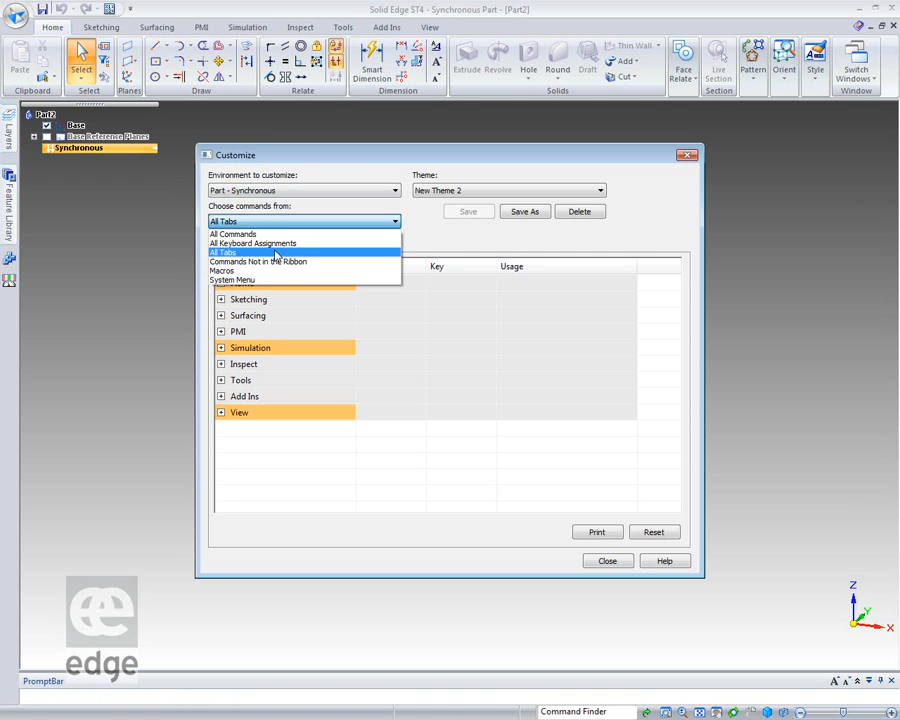 Solid Edge ST4 - Synchronous Part - [Part2]
Home Sketching Surfacing PMI Simulation Inspect Tools Add Ins View
Paste Select Smart Dimension Extrude Revolve Hole Round Draft Thin Wall Add Cut Face Relate Live Section Pattern Orient Style Switch Windows
Clipboard Select Planes Draw Relate Dimension Solids Section Window
Part2
Base
Base Reference Planes
Synchronous
Layers
Feature Library
Customize
Environment to customize:
Theme:
Part - Synchronous
New Theme 2
Choose commands from:
Save Save As Delete
All Tabs
All Commands
All Keyboard Assignments
All Tabs
Commands Not in the Ribbon
Macros
System Menu
Key Usage
Sketching
Surfacing
PMI
Simulation
Inspect
Tools
Add Ins
View
Print Reset
Close Help
Z
Y
X
edge
PromptBar
Command Finder